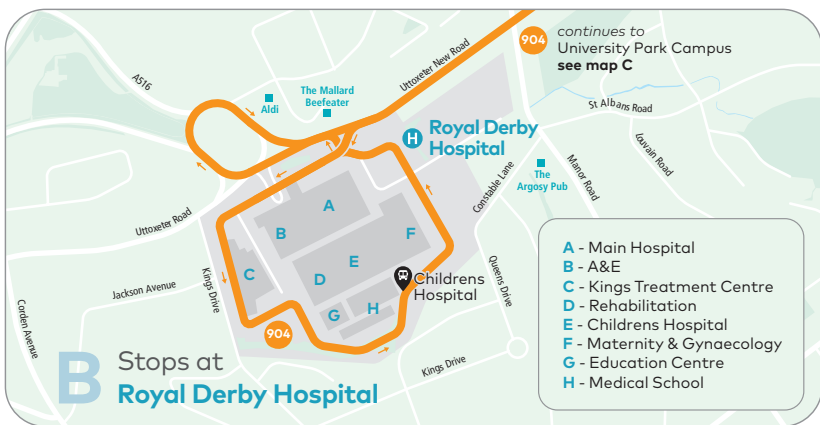 904
continues to
University Park Campus
see map C
A516
Uttoxeter New Road
Aldi
The Mallard
Beefeater
St Albans Road
H
Royal Derby
Hospital
Louvain Road
Manor Road
The
Argosy Pub
Constable Lane
Uttoxeter Road
A
B
F
E
C
D
Childrens
Hospital
H
G
Queens Drive
Jackson Avenue
Kings Drive
Corden Avenue
904
Kings Drive
B
Stops at
Royal Derby Hospital
A - Main Hospital
B - A&E
C - Kings Treatment Centre
D - Rehabilitation
E - Childrens Hospital
F - Maternity & Gynaecology
G - Education Centre
H - Medical School